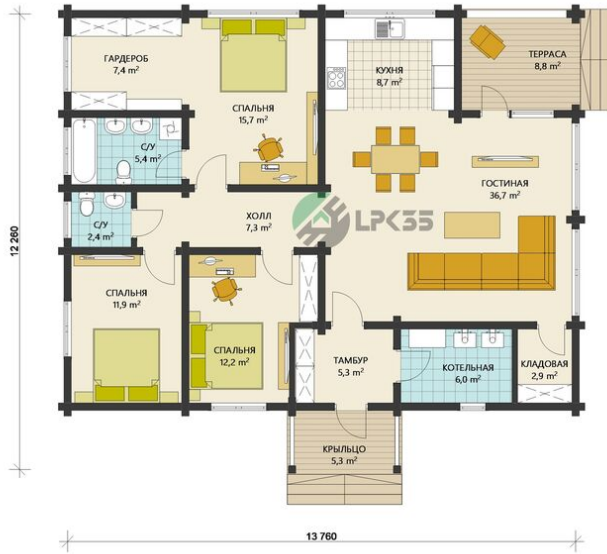 ГАРДЕРОБ
7,4 m²
СПАЛЬНЯ
15,7 m²
КУХНЯ
8,7 m²
ТЕРРАСА
8,8 m²
С/У
5,4 m²
ГОСТИНАЯ
36,7 m²
С/У
2,4 m²
ХОЛЛ
7,3 m²
LPK35
12 260
СПАЛЬНЯ
11,9 m²
СПАЛЬНЯ
12,2 m²
ТАМБУР
5,3 m²
КОТЕЛЬНАЯ
6,0 m²
КЛАДОВАЯ
2,9 m²
КРЫЛЬЦО
5,3 m²
13 760